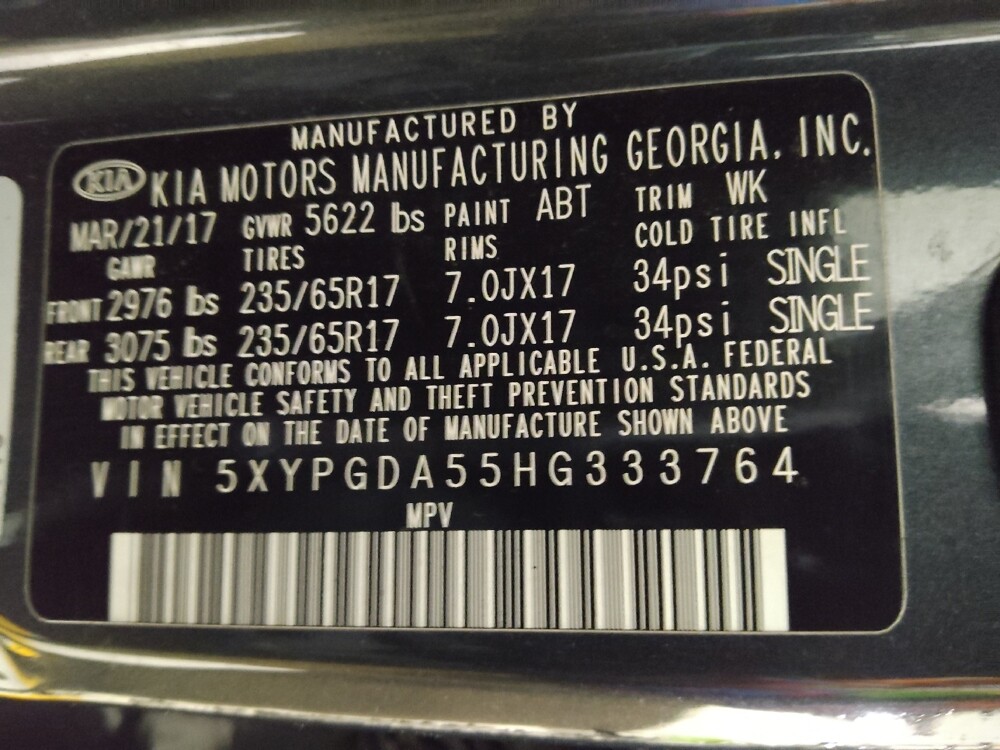 MANUFACTURED BY
KIA KIA MOTORS MANUFACTURING GEORGIA, INC.
MAR/21/17 GVWR 5622 lbs PAINT ABT TRIM WK
GAWR TIRES RIMS COLD TIRE INFL
FRONT 2976 lbs 235/65R17 7.0JX17 34psi SINGLE
REAR 3075 lbs 235/65R17 7.0JX17 34psi SINGLE
THIS VEHICLE CONFORMS TO ALL APPLICABLE U.S.A. FEDERAL
MOTOR VEHICLE SAFETY AND THEFT PREVENTION STANDARDS
IN EFFECT ON THE DATE OF MANUFACTURE SHOWN ABOVE
VIN 5XYPGDA55HG333764
MPV